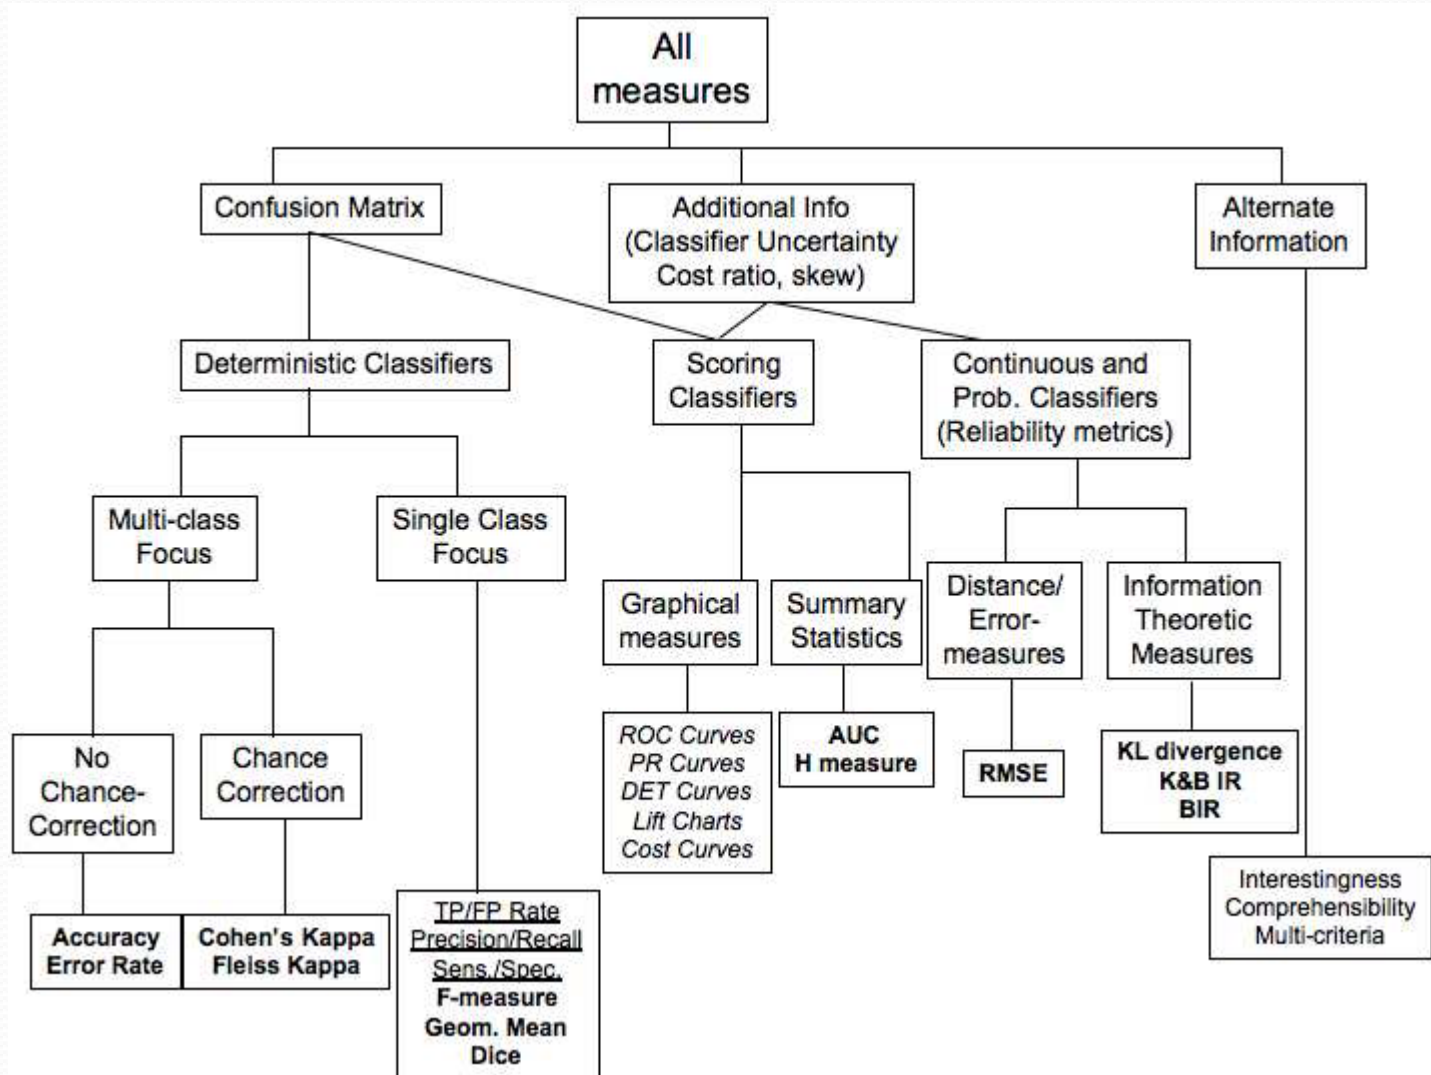 All
measures
Confusion Matrix
Additional Info
(Classifier Uncertainty
Cost ratio, skew)
Alternate
Information
Deterministic Classifiers
Scoring
Classifiers
Continuous and
Prob. Classifiers
(Reliability metrics)
Multi-class
Focus
Single Class
Focus
Graphical
measures
Summary
Statistics
Distance/
Error-
measures
Information
Theoretic
Measures
No
Chance-
Correction
Chance
Correction
ROC Curves
PR Curves
DET Curves
Lift Charts
Cost Curves
AUC
H measure
RMSE
KL divergence
K&B IR
BIR
Interestingness
Comprehensibility
Multi-criteria
Accuracy
Error Rate
Cohen's Kappa
Fleiss Kappa
TP/FP Rate
Precision/Recall
Sens./Spec.
F-measure
Geom. Mean
Dice